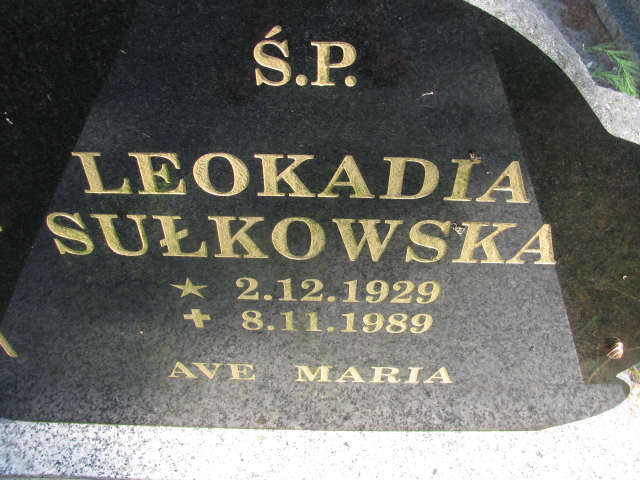 Ś.P.
LEOKADIA
SUŁKOWSKA
★ 2.12.1929
✝ 8.11.1989
AVE MARIA